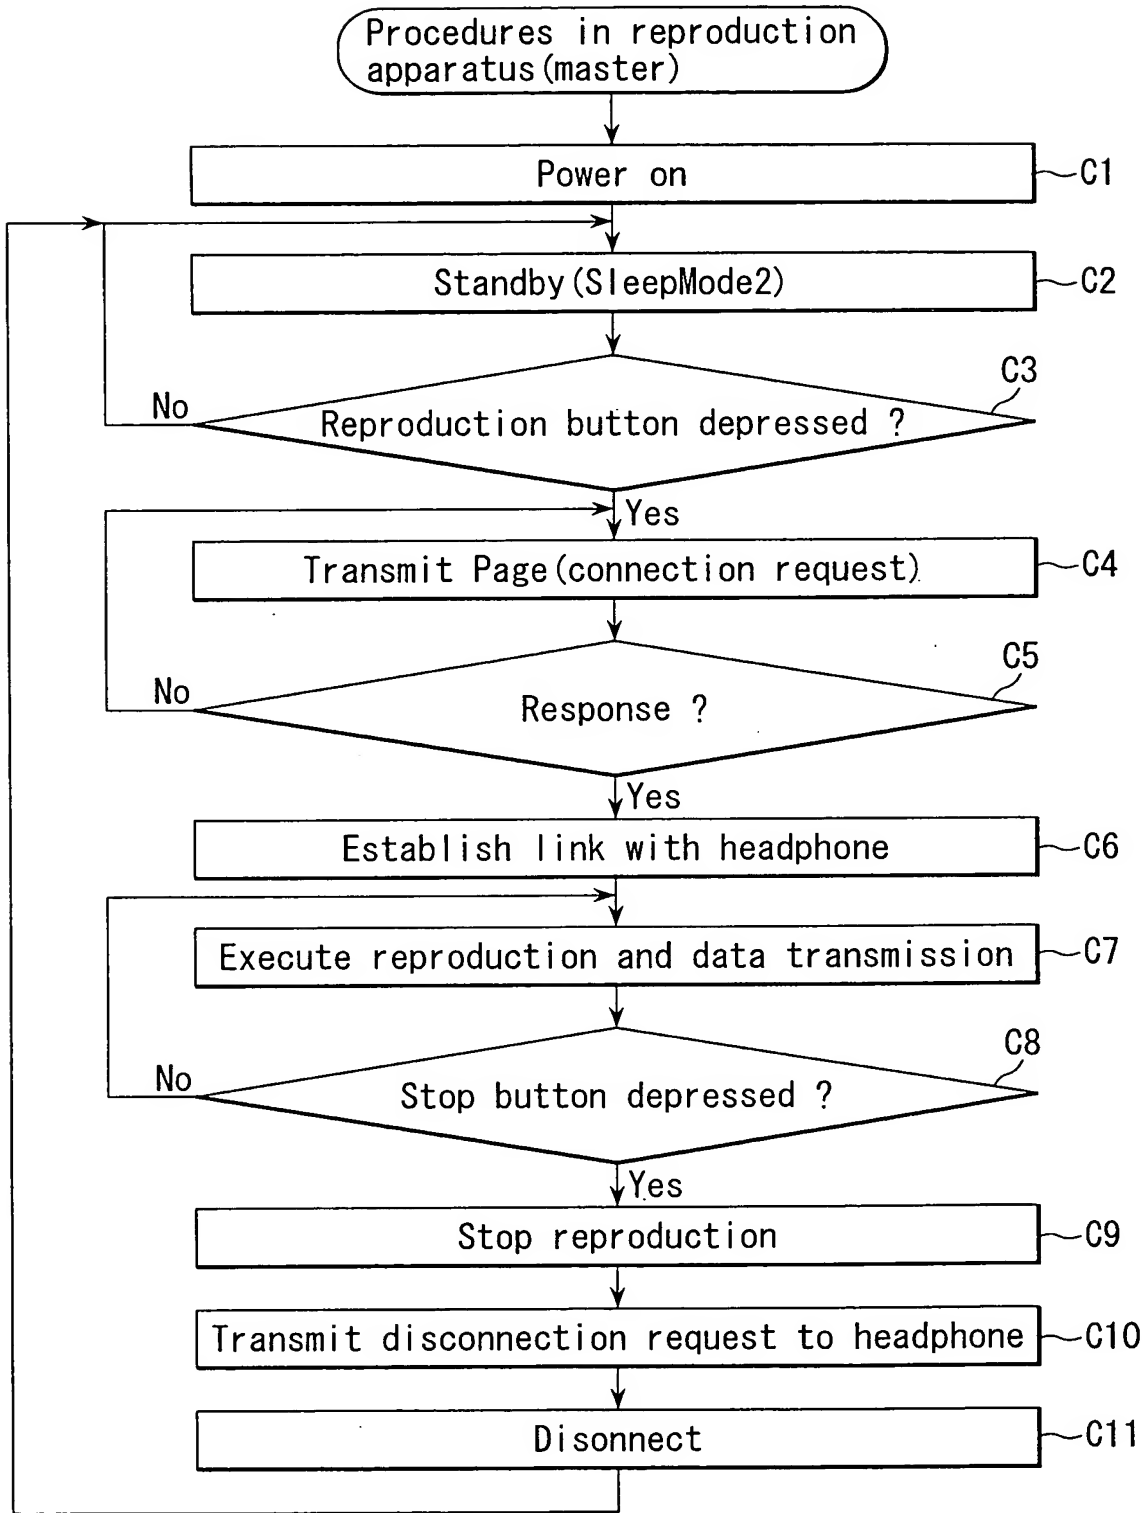 Procedures in reproduction
apparatus(master)
Power on
C1
Standby(SleepMode2)
C2
C3
No
Reproduction button depressed ?
Yes
Transmit Page(connection request)
C4
C5
No
Response ?
Yes
Establish link with headphone
C6
Execute reproduction and data transmission
C7
C8
No
Stop button depressed ?
Yes
Stop reproduction
C9
Transmit disconnection request to headphone
C10
Disonnect
C11